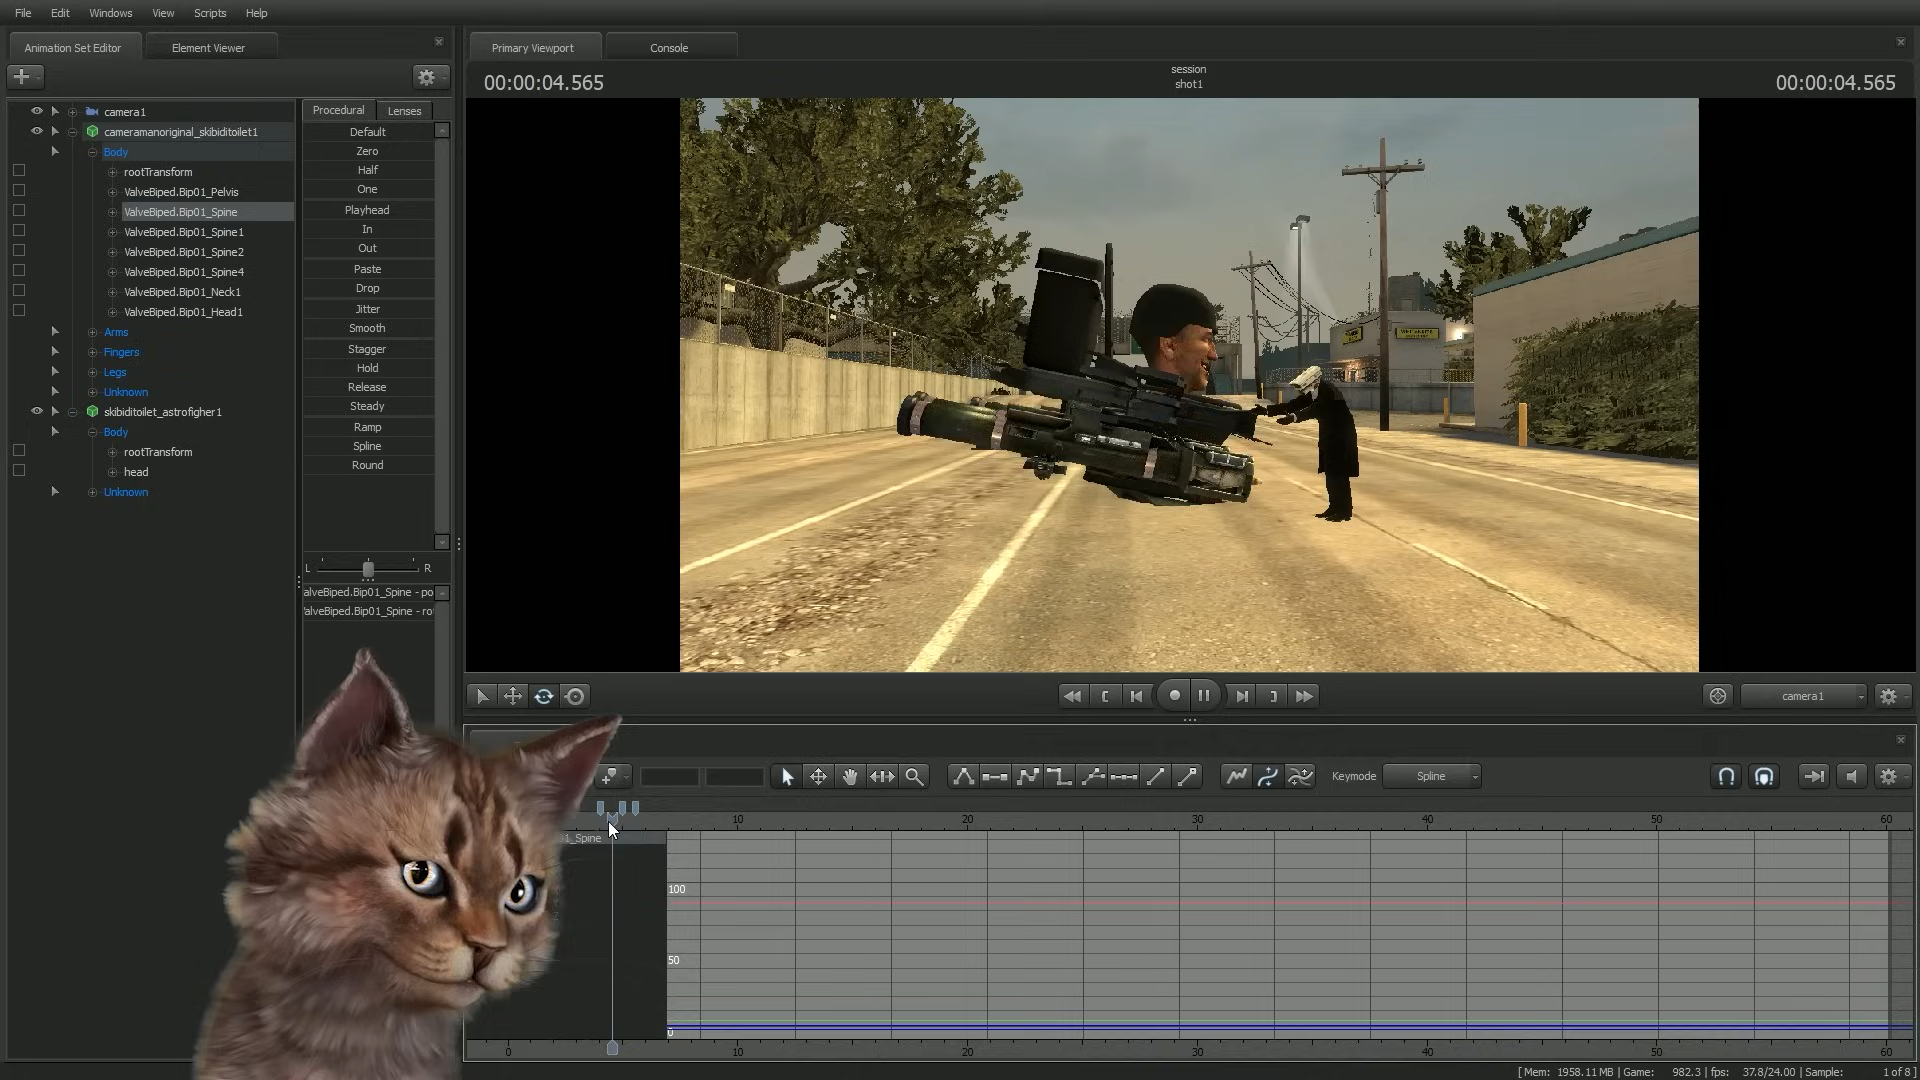 File Edit Windows View Scripts Help
Animation Set Editor Element Viewer
Primary Viewport Console
00:00:04.565
session
shot1
00:00:04.565
camera1
cameramanoriginal_skibiditoilet1
Body
rootTransform
ValveBiped.Bip01_Pelvis
ValveBiped.Bip01_Spine
ValveBiped.Bip01_Spine1
ValveBiped.Bip01_Spine2
ValveBiped.Bip01_Spine4
ValveBiped.Bip01_Neck1
ValveBiped.Bip01_Head1
Arms
Fingers
Legs
Unknown
skibiditoilet_astrofigher1
Body
rootTransform
head
Unknown
Procedural Lenses
Default
Zero
Half
One
Playhead
In
Out
Paste
Drop
Jitter
Smooth
Stagger
Hold
Release
Steady
Ramp
Spline
Round
L R
alveBiped.Bip01_Spine - po
alveBiped.Bip01_Spine - ro
camera1
Keymode Spline
10 20 30 40 50 60
01_Spine
100
50
0
0 10 20 30 40 50 60
[ Mem: 1958.11 MB | Game: 982.3 | fps: 37.8/24.00 | Sample: 1 of 8 ]